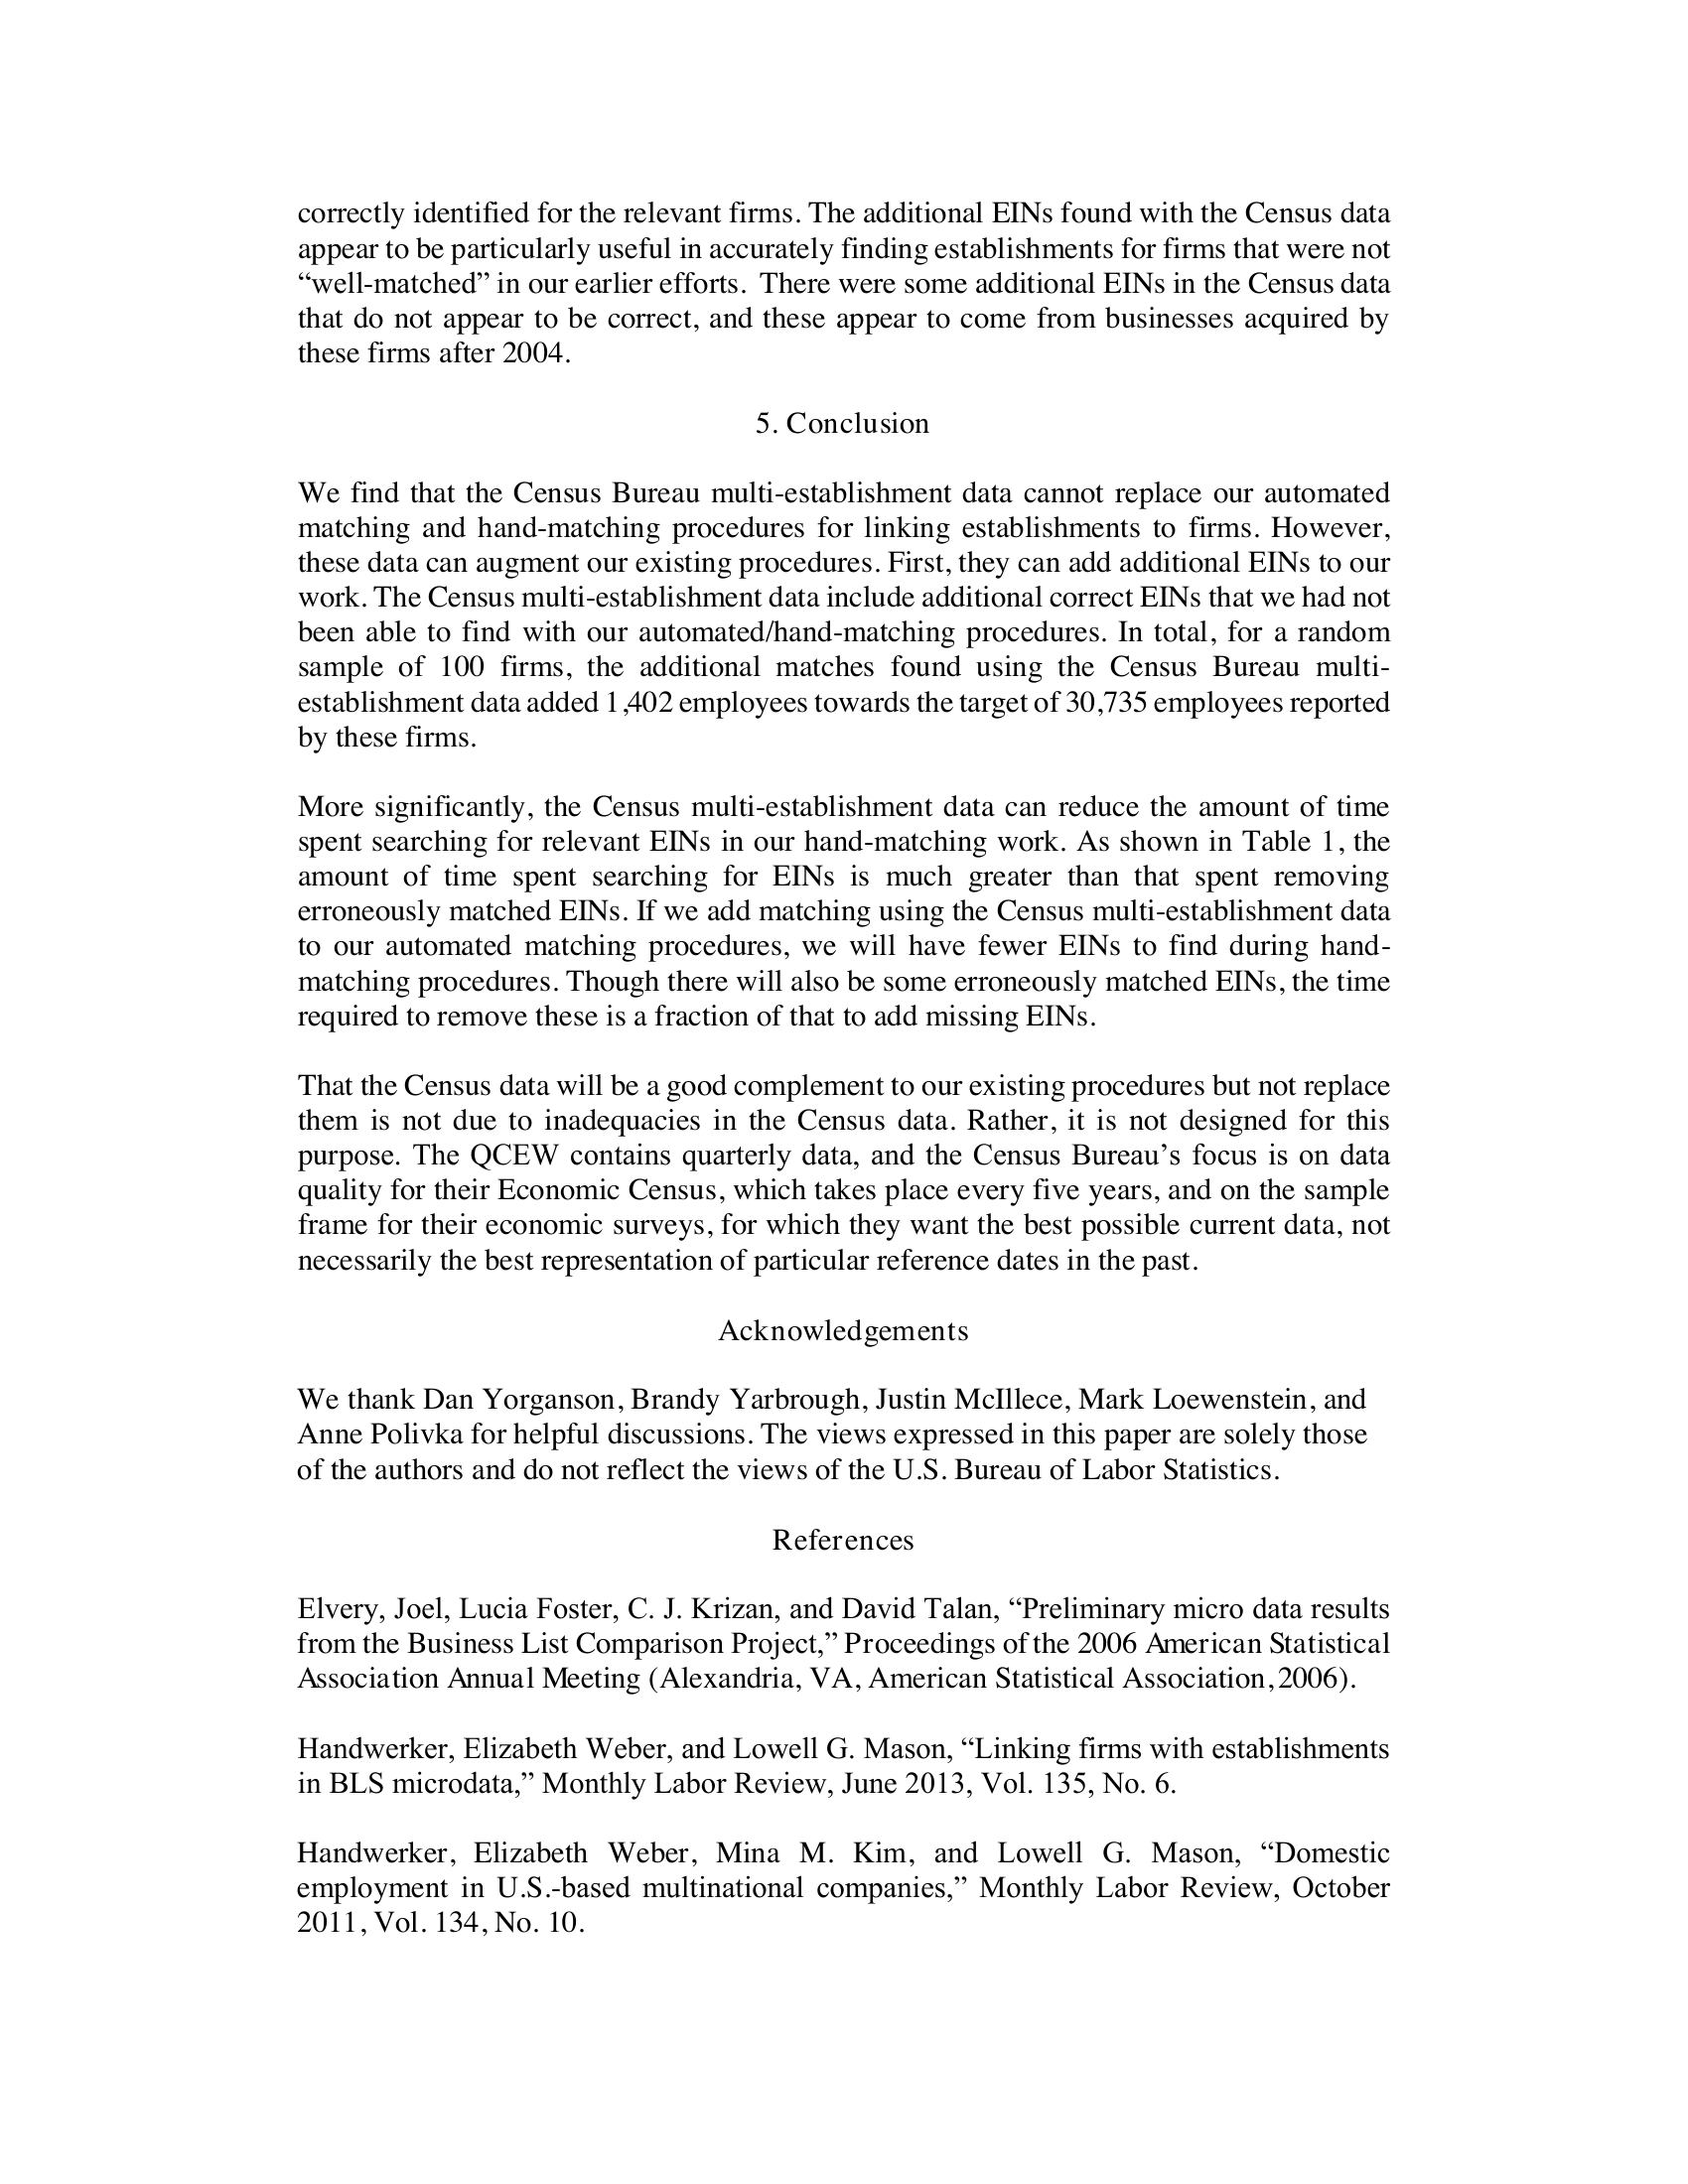 correctly identified for the relevant firms. The additional EINs found with the Census data
appear to be particularly useful in accurately finding establishments for firms that were not
“well-matched” in our earlier efforts.  There were some additional EINs in the Census data
that do not appear to be correct, and these appear to come from businesses acquired by
these firms after 2004.
5. Conclusion
We find that the Census Bureau multi-establishment data cannot replace our automated
matching and hand-matching procedures for linking establishments to firms. However,
these data can augment our existing procedures. First, they can add additional EINs to our
work. The Census multi-establishment data include additional correct EINs that we had not
been able to find with our automated/hand-matching procedures. In total, for a random
sample of 100 firms, the additional matches found using the Census Bureau multi-
establishment data added 1,402 employees towards the target of 30,735 employees reported
by these firms.
More significantly, the Census multi-establishment data can reduce the amount of time
spent searching for relevant EINs in our hand-matching work. As shown in Table 1, the
amount of time spent searching for EINs is much greater than that spent removing
erroneously matched EINs. If we add matching using the Census multi-establishment data
to our automated matching procedures, we will have fewer EINs to find during hand-
matching procedures. Though there will also be some erroneously matched EINs, the time
required to remove these is a fraction of that to add missing EINs.
That the Census data will be a good complement to our existing procedures but not replace
them is not due to inadequacies in the Census data. Rather, it is not designed for this
purpose. The QCEW contains quarterly data, and the Census Bureau’s focus is on data
quality for their Economic Census, which takes place every five years, and on the sample
frame for their economic surveys, for which they want the best possible current data, not
necessarily the best representation of particular reference dates in the past.
Acknowledgements
We thank Dan Yorganson, Brandy Yarbrough, Justin McIllece, Mark Loewenstein, and
Anne Polivka for helpful discussions. The views expressed in this paper are solely those
of the authors and do not reflect the views of the U.S. Bureau of Labor Statistics.
References
Elvery, Joel, Lucia Foster, C. J. Krizan, and David Talan, “Preliminary micro data results
from the Business List Comparison Project,” Proceedings of the 2006 American Statistical
Association Annual Meeting (Alexandria, VA, American Statistical Association, 2006).
Handwerker, Elizabeth Weber, and Lowell G. Mason, “Linking firms with establishments
in BLS microdata,” Monthly Labor Review, June 2013, Vol. 135, No. 6.
Handwerker, Elizabeth Weber, Mina M. Kim, and Lowell G. Mason, “Domestic
employment in U.S.-based multinational companies,” Monthly Labor Review, October
2011, Vol. 134, No. 10.